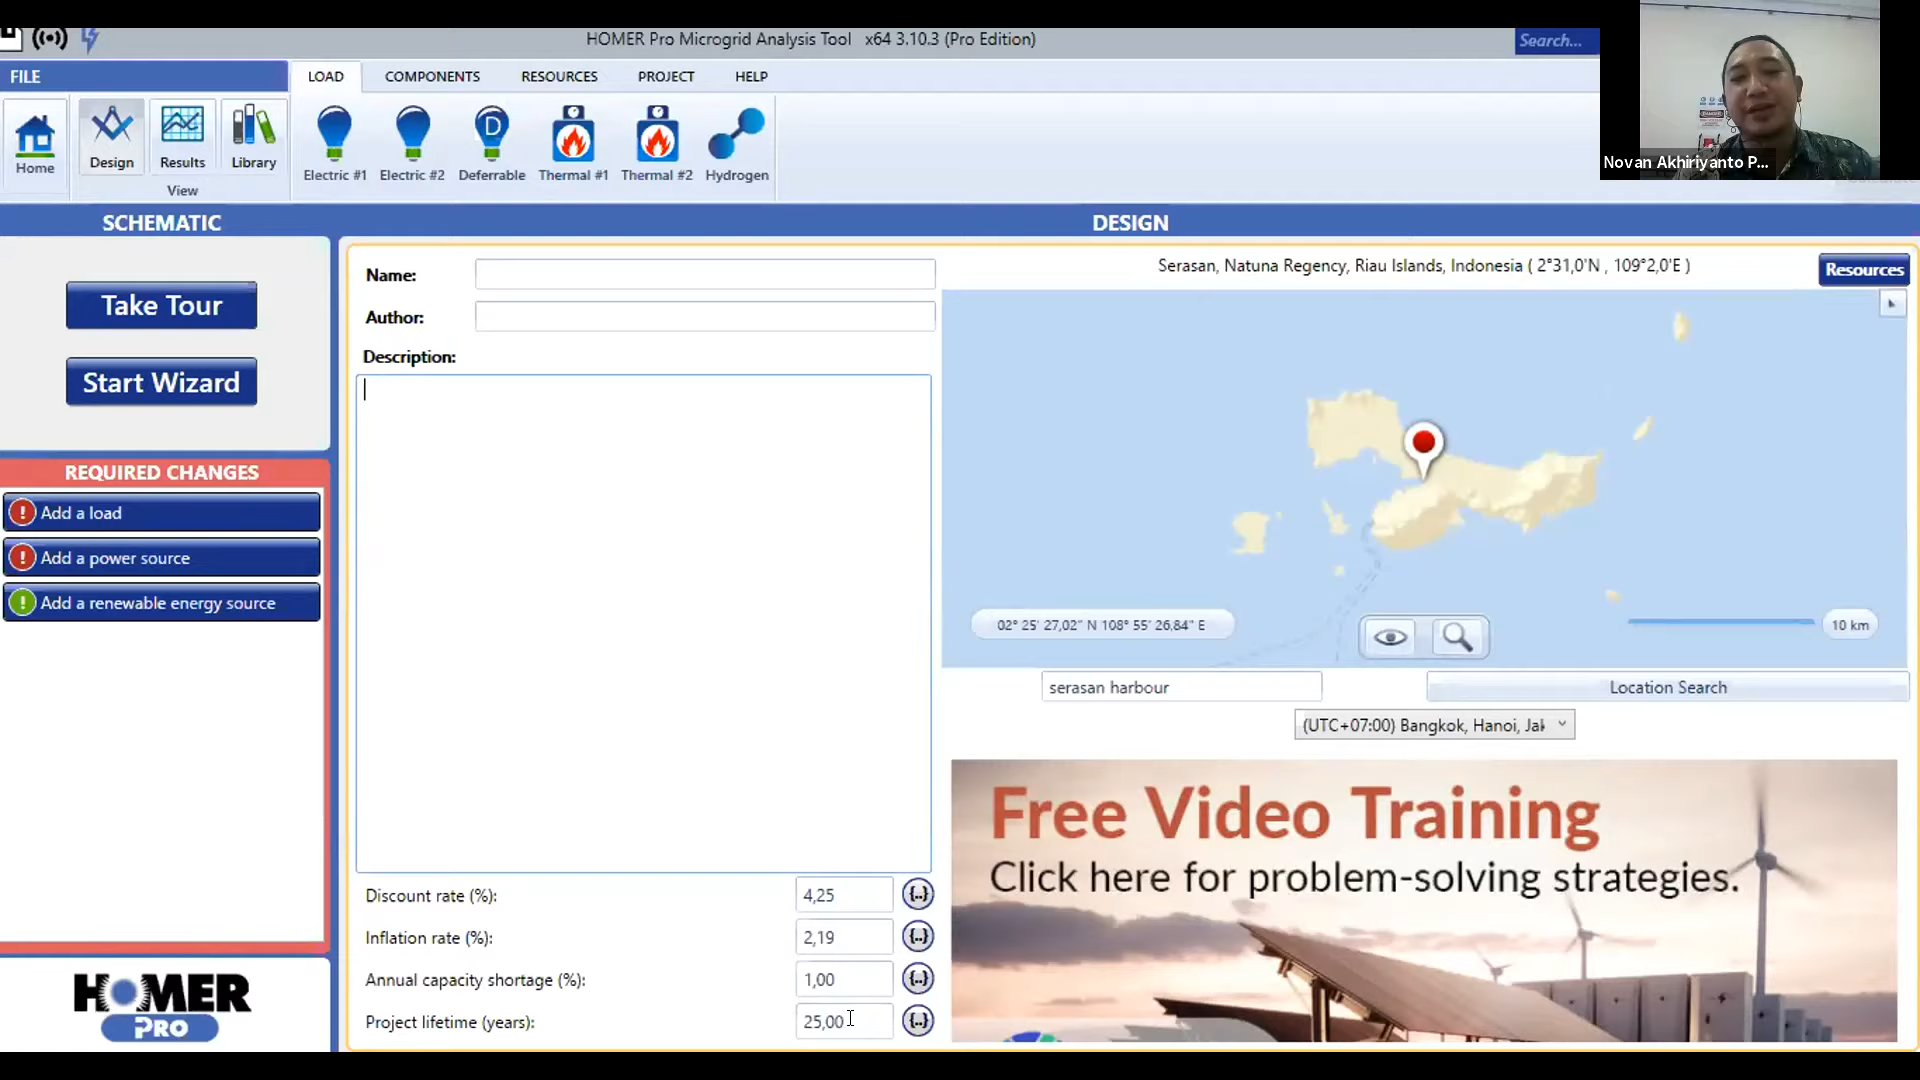 HOMER Pro Microgrid Analysis Tool x64 3.10.3 (Pro Edition)
Search...
FILE
LOAD
COMPONENTS
RESOURCES
PROJECT
HELP
Home
Design
Results
Library
View
Electric #1
Electric #2
D
Deferrable
Thermal #1
Thermal #2
Hydrogen
Novan Akhiriyanto P...
SCHEMATIC
DESIGN
Take Tour
Start Wizard
REQUIRED CHANGES
! Add a load
! Add a power source
! Add a renewable energy source
HOMER
PRO
Name:
Author:
Description:
Discount rate (%): 4,25 {..}
Inflation rate (%): 2,19 {..}
Annual capacity shortage (%): 1,00 {..}
Project lifetime (years): 25,00 {..}
Serasan, Natuna Regency, Riau Islands, Indonesia ( 2°31,0'N , 109°2,0'E )
Resources
02° 25' 27,02" N 108° 55' 26,84" E
10 km
serasan harbour
Location Search
(UTC+07:00) Bangkok, Hanoi, Jak
Free Video Training
Click here for problem-solving strategies.